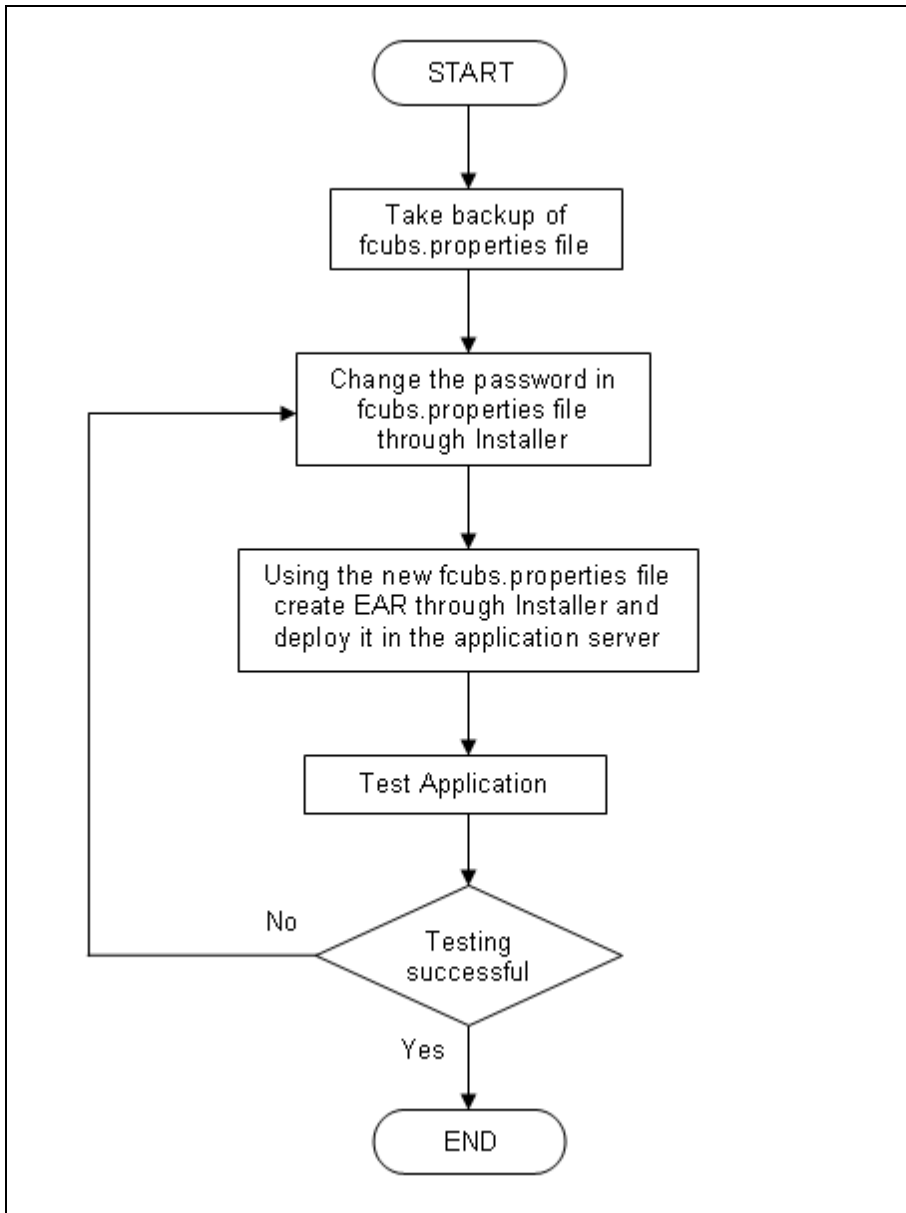 START
Take backup of
fcubs.properties file
Change the password in
fcubs.properties file
through Installer
Using the new fcubs.properties file
create EAR through Installer and
deploy it in the application server
Test Application
No
Testing
successful
Yes
END